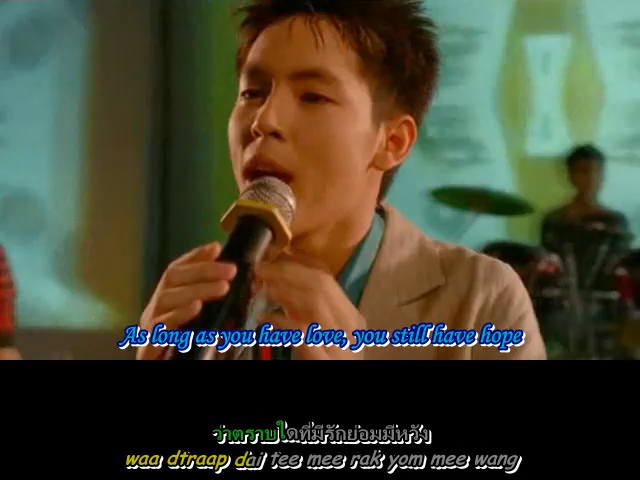 As long as you have love, you still have hope
ว่าตราบใดที่มีรักย่อมมีหวัง
waa dtraap dai tee mee rak yom mee wang